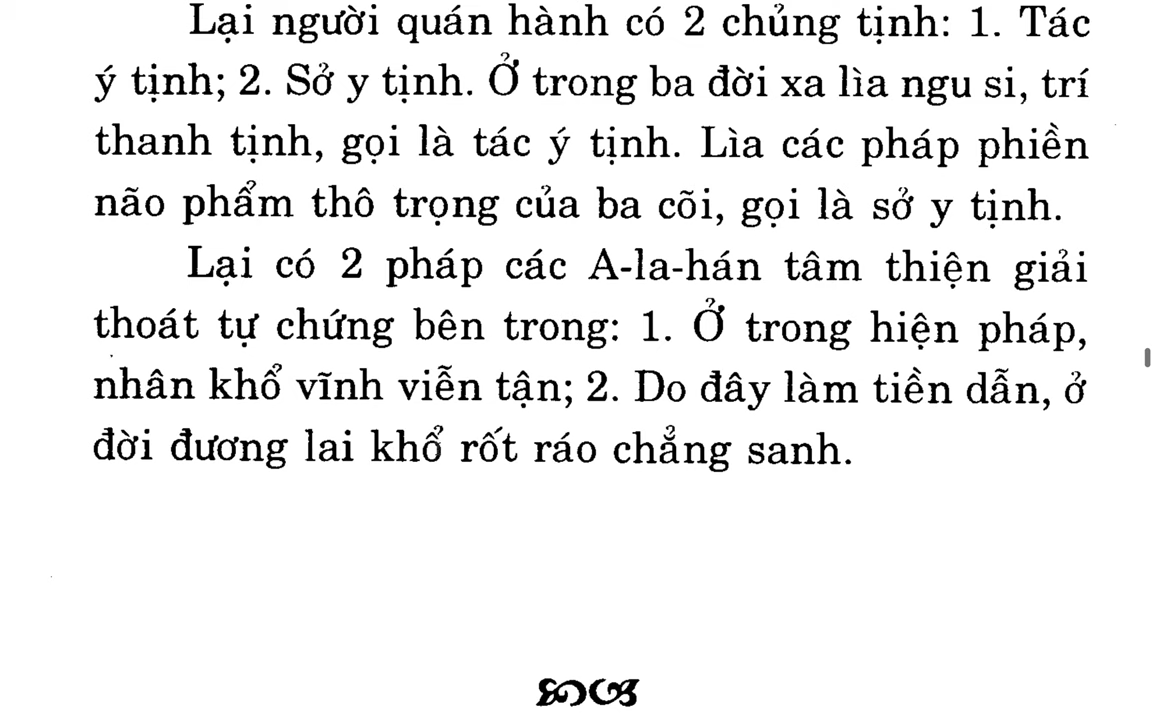 Lại người quán hành có 2 chủng tịnh: 1. Tác
ý tịnh; 2. Sở y tịnh. Ở trong ba đời xa lìa ngu si, trí
thanh tịnh, gọi là tác ý tịnh. Lìa các pháp phiền
não phẩm thô trọng của ba cõi, gọi là sở y tịnh.
Lại có 2 pháp các A-la-hán tâm thiện giải
thoát tự chứng bên trong: 1. Ở trong hiện pháp,
nhân khổ vĩnh viễn tận; 2. Do đây làm tiền dẫn, ở
đời đương lai khổ rốt ráo chẳng sanh.